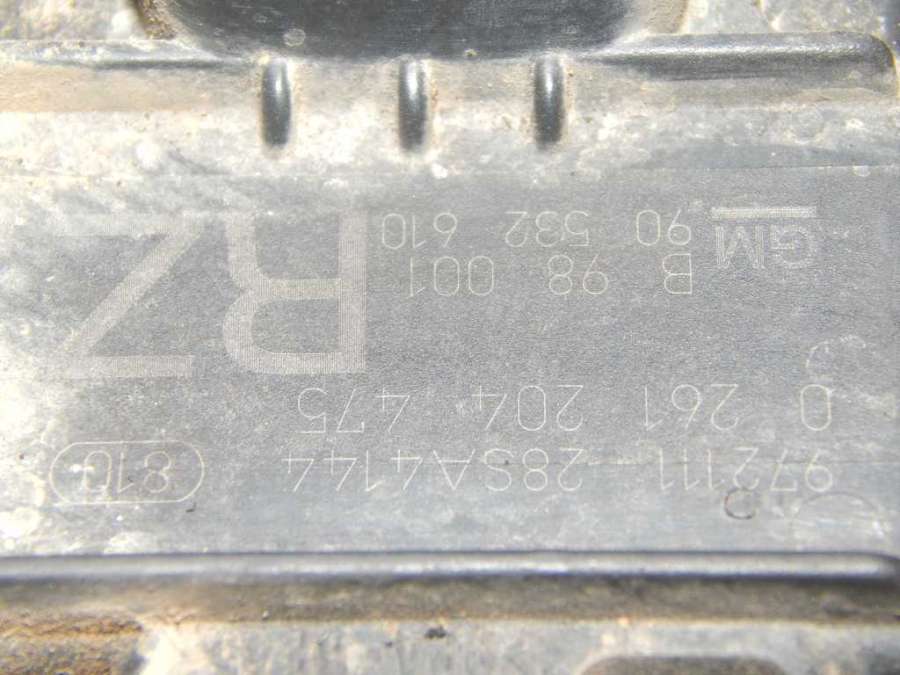 972111 28SA4144 810
0 261 204 475
B 98 001
GM 90 532 610
RZ